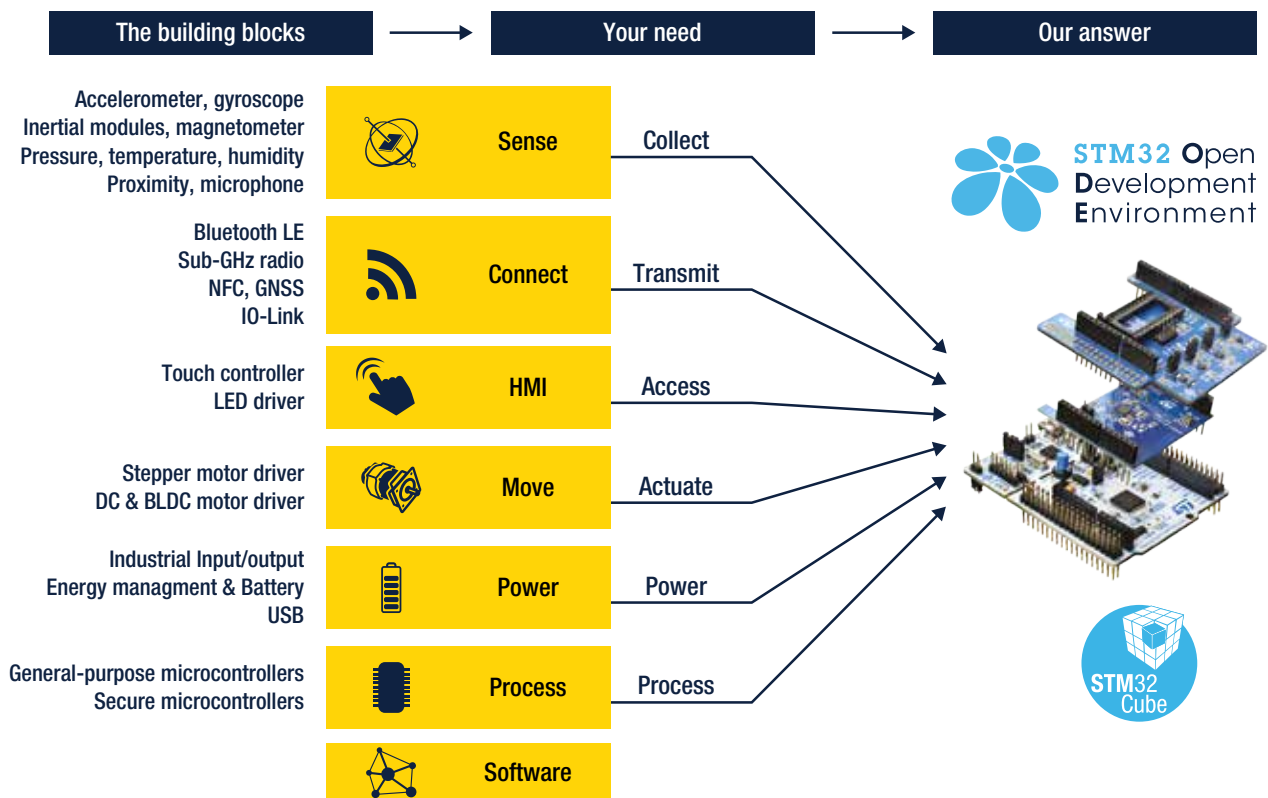 The building blocks
Your need
Our answer
Accelerometer, gyroscope
Inertial modules, magnetometer
Pressure, temperature, humidity
Proximity, microphone
Sense
Collect
STM32 Open
Development
Environment
Bluetooth LE
Sub-GHz radio
NFC, GNSS
IO-Link
Connect
Transmit
Touch controller
LED driver
HMI
Access
Stepper motor driver
DC & BLDC motor driver
Move
Actuate
Industrial Input/output
Energy managment & Battery
USB
Power
Power
General-purpose microcontrollers
Secure microcontrollers
Process
Process
STM32
Cube
Software